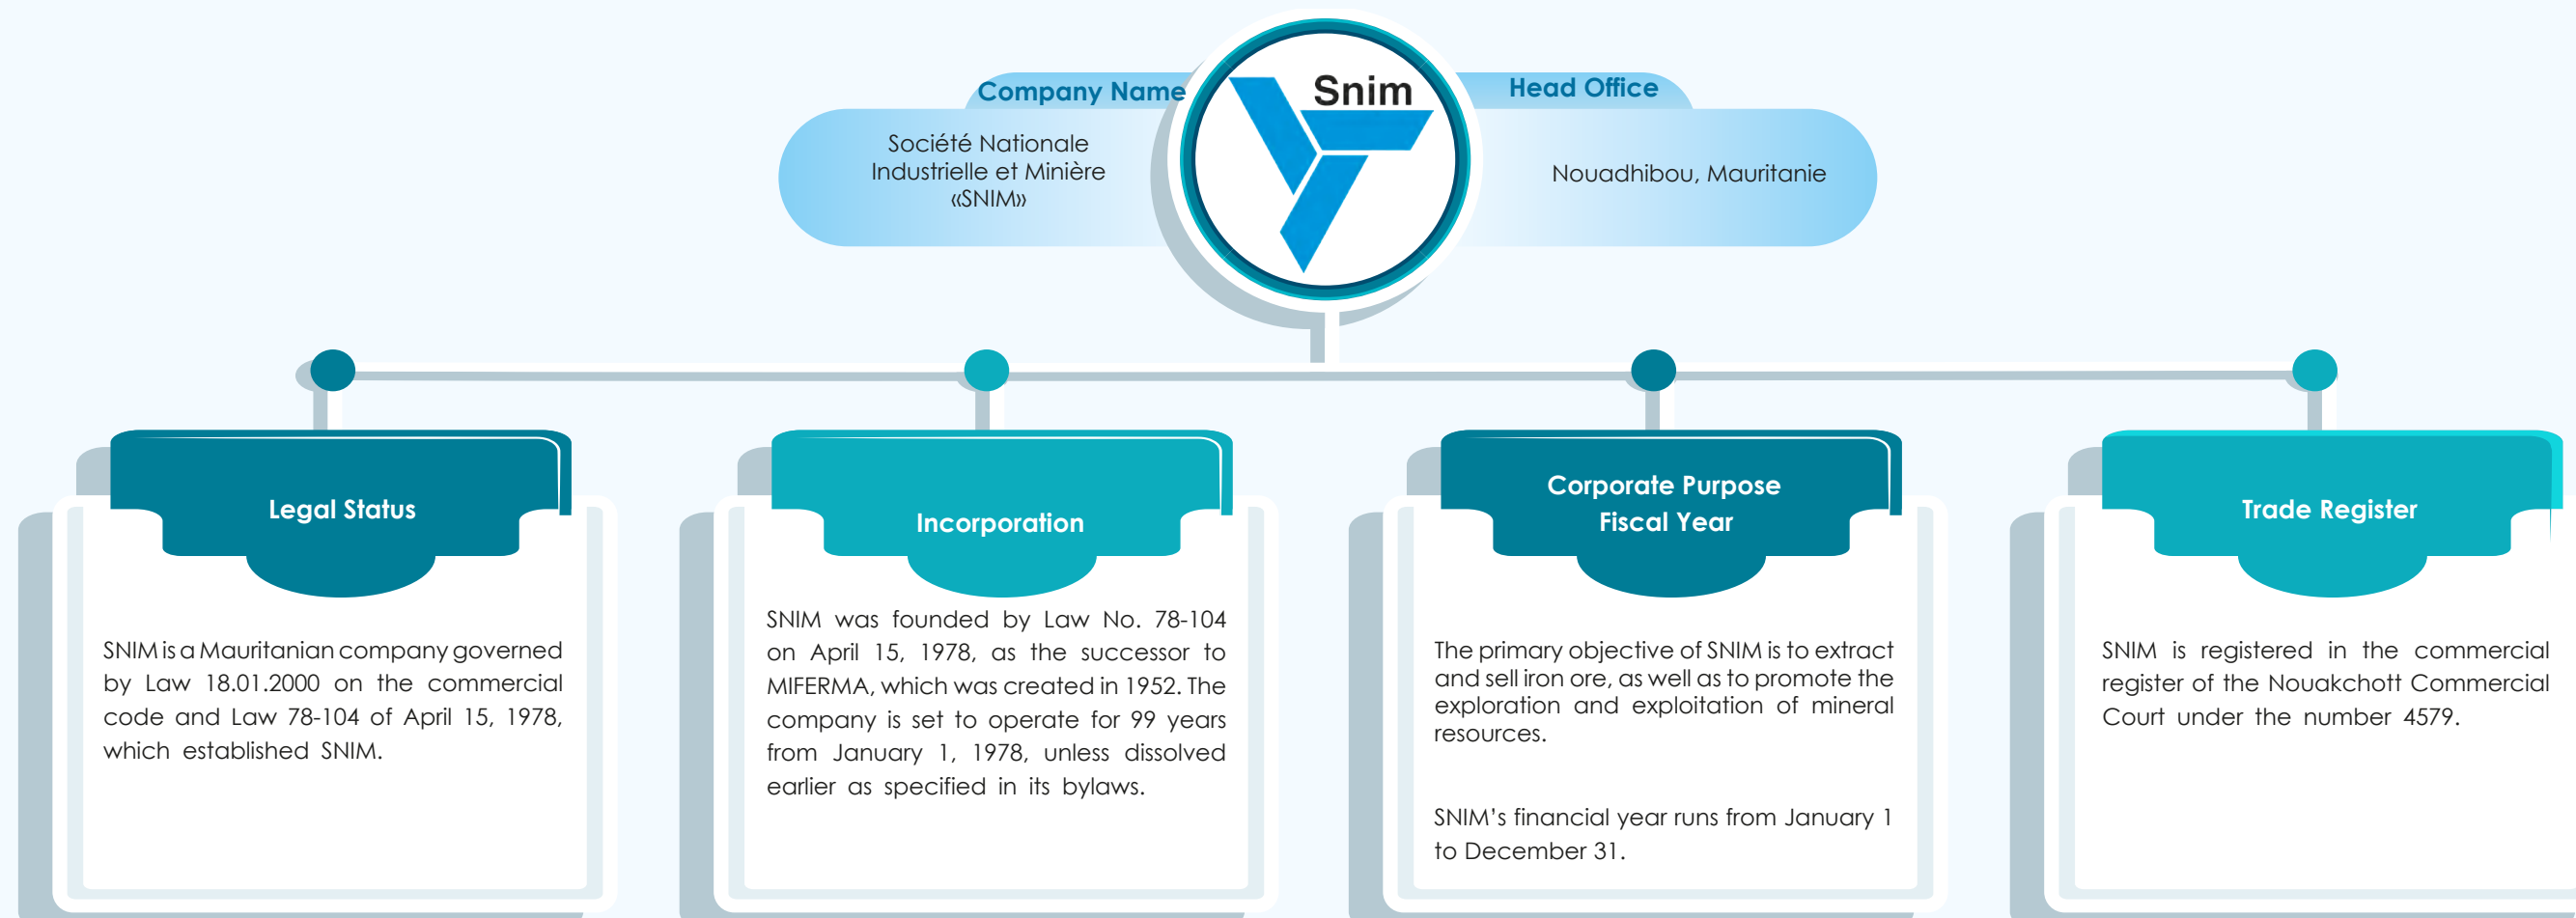 Company Name
Société Nationale
Industrielle et Minière
«SNIM»
Snim
Head Office
Nouadhibou, Mauritanie
Legal Status
SNIM is a Mauritanian company governed
by Law 18.01.2000 on the commercial
code and Law 78-104 of April 15, 1978,
which established SNIM.
Incorporation
SNIM was founded by Law No. 78-104
on April 15, 1978, as the successor to
MIFERMA, which was created in 1952. The
company is set to operate for 99 years
from January 1, 1978, unless dissolved
earlier as specified in its bylaws.
Corporate Purpose
Fiscal Year
The primary objective of SNIM is to extract
and sell iron ore, as well as to promote the
exploration and exploitation of mineral
resources.
SNIM’s financial year runs from January 1
to December 31.
Trade Register
SNIM is registered in the commercial
register of the Nouakchott Commercial
Court under the number 4579.